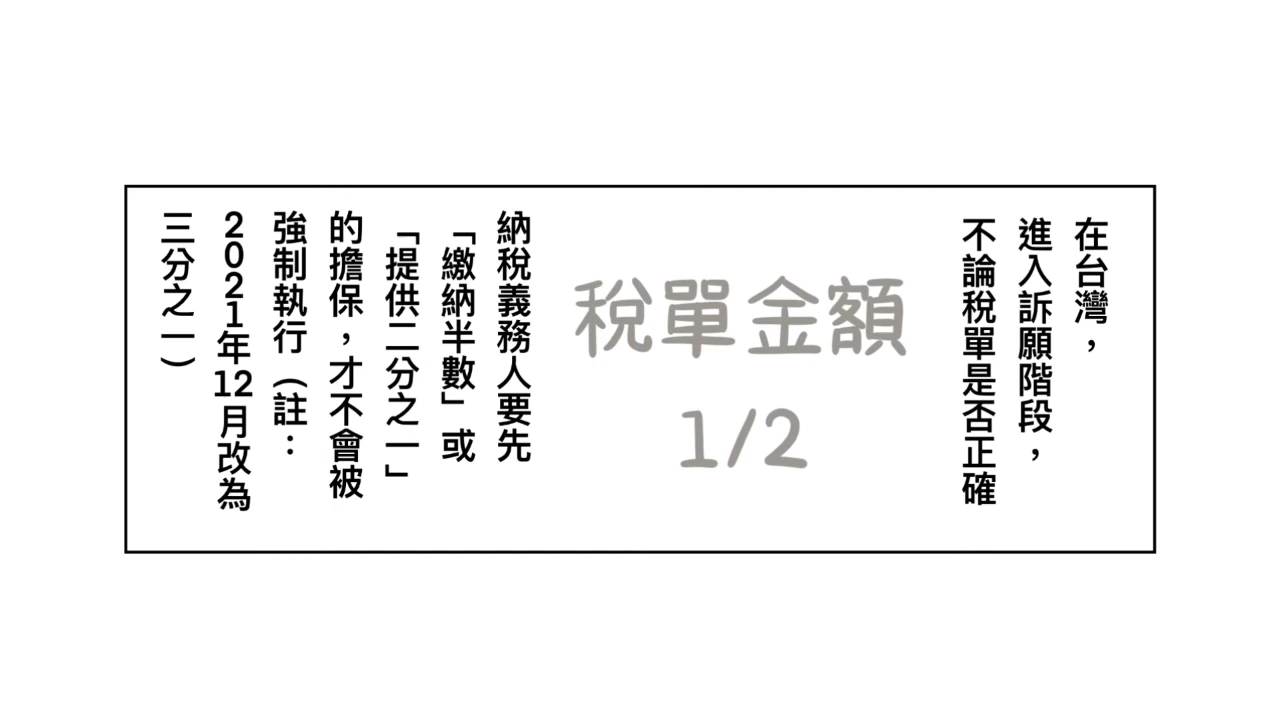 在台灣，
進入訴願階段，
不論稅單是否正確
稅單金額
1/2
納稅義務人要先
「繳納半數」或
「提供二分之一」
的擔保，才不會被
強制執行（註：
2021年12月改為
三分之一）